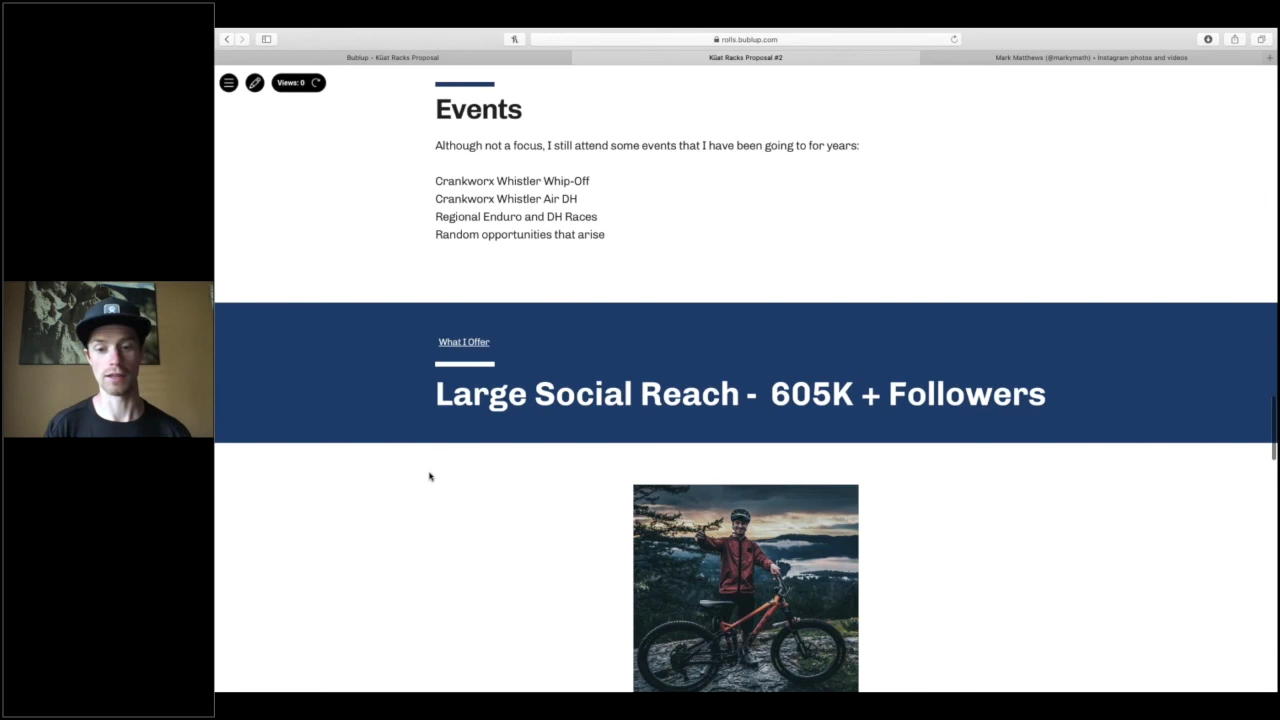 rolls.bublup.com
Bublup - Küat Racks Proposal
Küat Racks Proposal #2
Mark Matthews (@markymath) • Instagram photos and videos
Views: 0
Events
Although not a focus, I still attend some events that I have been going to for years:
Crankworx Whistler Whip-Off
Crankworx Whistler Air DH
Regional Enduro and DH Races
Random opportunities that arise
What I Offer
Large Social Reach - 605K + Followers